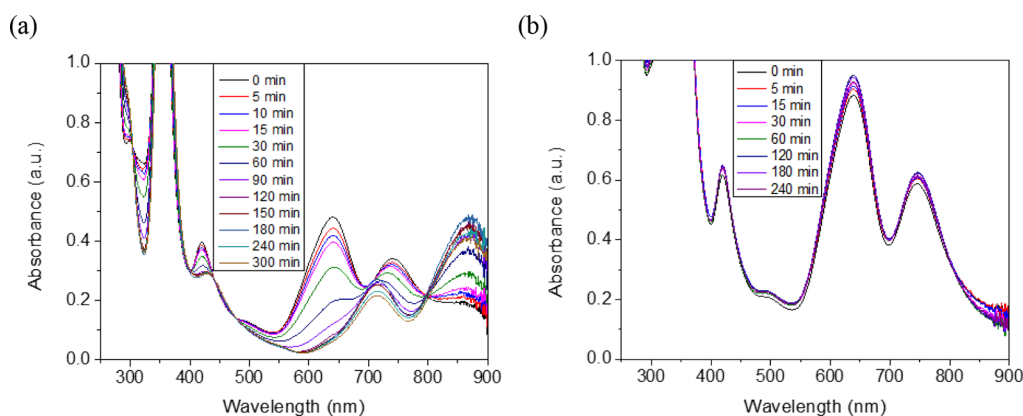 (a)
(b)
1.0
0.8
0.6
0.4
0.2
0.0
Absorbance (a.u.)
0 min
5 min
10 min
15 min
30 min
60 min
90 min
120 min
150 min
180 min
240 min
300 min
300 400 500 600 700 800 900
Wavelength (nm)
1.0
0.8
0.6
0.4
0.2
0.0
Absorbance (a.u.)
0 min
5 min
15 min
30 min
60 min
120 min
180 min
240 min
300 400 500 600 700 800 900
Wavelength (nm)